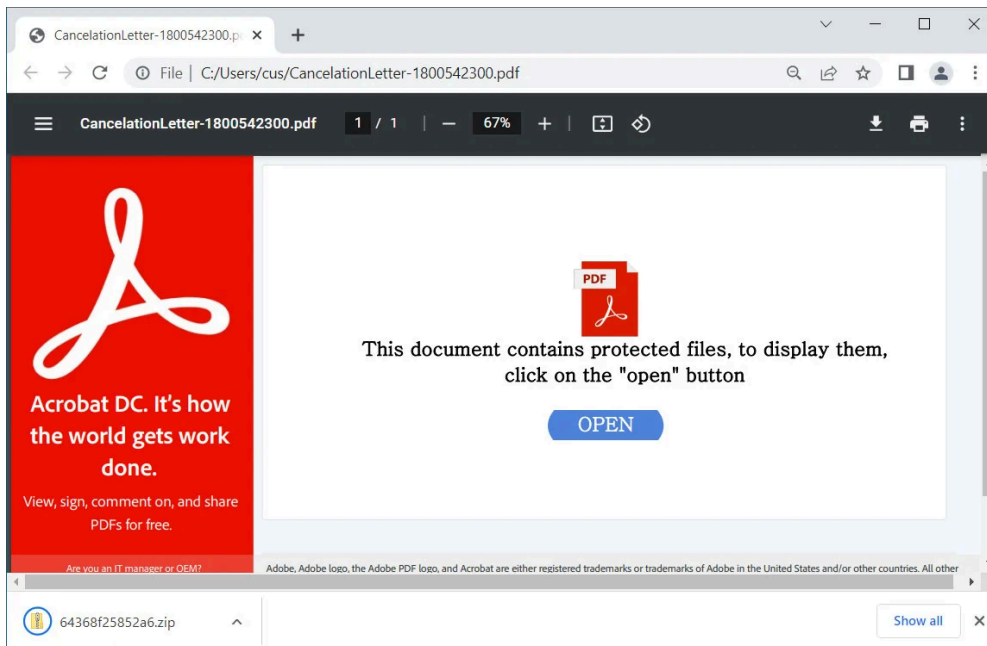 CancelationLetter-1800542300.p
File | C:/Users/cus/CancelationLetter-1800542300.pdf
CancelationLetter-1800542300.pdf 1 / 1 | — 67% + |
PDF
This document contains protected files, to display them,
click on the "open" button
OPEN
Acrobat DC. It's how
the world gets work
done.
View, sign, comment on, and share
PDFs for free.
Are you an IT manager or OEM?
Adobe, Adobe logo, the Adobe PDF logo, and Acrobat are either registered trademarks or trademarks of Adobe in the United States and/or other countries. All other
64368f25852a6.zip
Show all